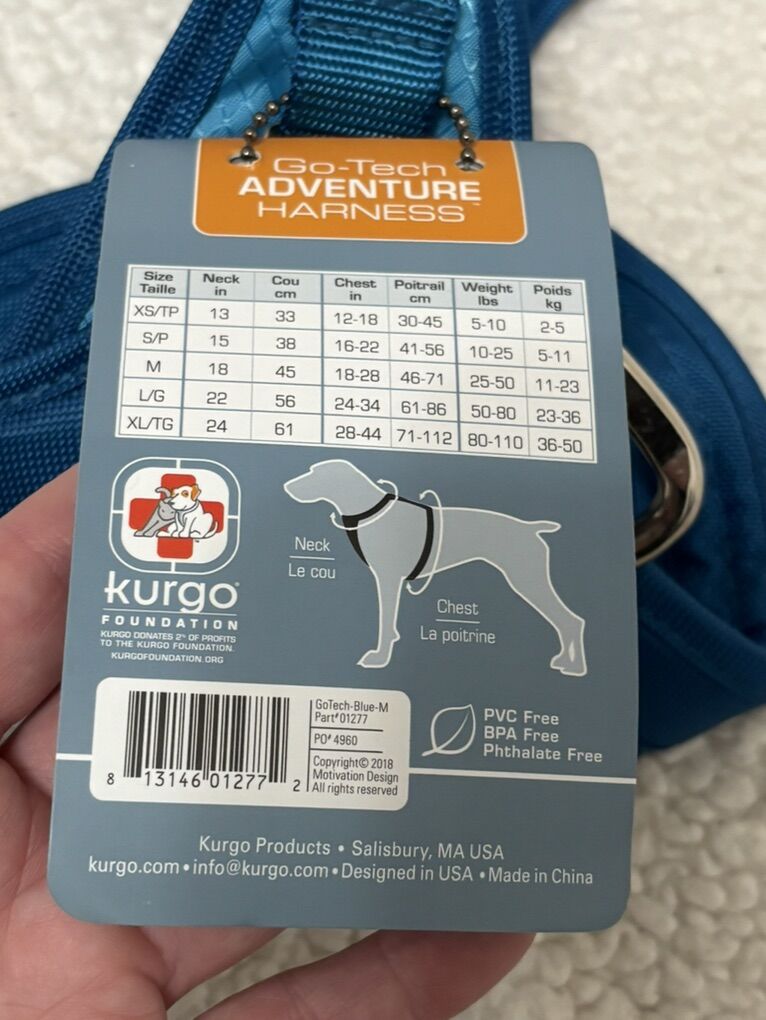 Go-Tech
ADVENTURE
HARNESS™
Size Taille Neck in Cou cm Chest in Poitrail cm Weight lbs Poids kg
XS/TP 13 33 12-18 30-45 5-10 2-5
S/P 15 38 16-22 41-56 10-25 5-11
M 18 45 18-28 46-71 25-50 11-23
L/G 22 56 24-34 61-86 50-80 23-36
XL/TG 24 61 28-44 71-112 80-110 36-50
Neck
Le cou
Chest
La poitrine
kurgo®
FOUNDATION
KURGO DONATES 2% OF PROFITS
TO THE KURGO FOUNDATION.
KURGOFOUNDATION.ORG
8 13146 01277 2
GoTech-Blue-M
Part#01277
PO# 4960
Copyright© 2018
Motivation Design
All rights reserved
PVC Free
BPA Free
Phthalate Free
Kurgo Products • Salisbury, MA USA
kurgo.com • info@kurgo.com • Designed in USA • Made in China